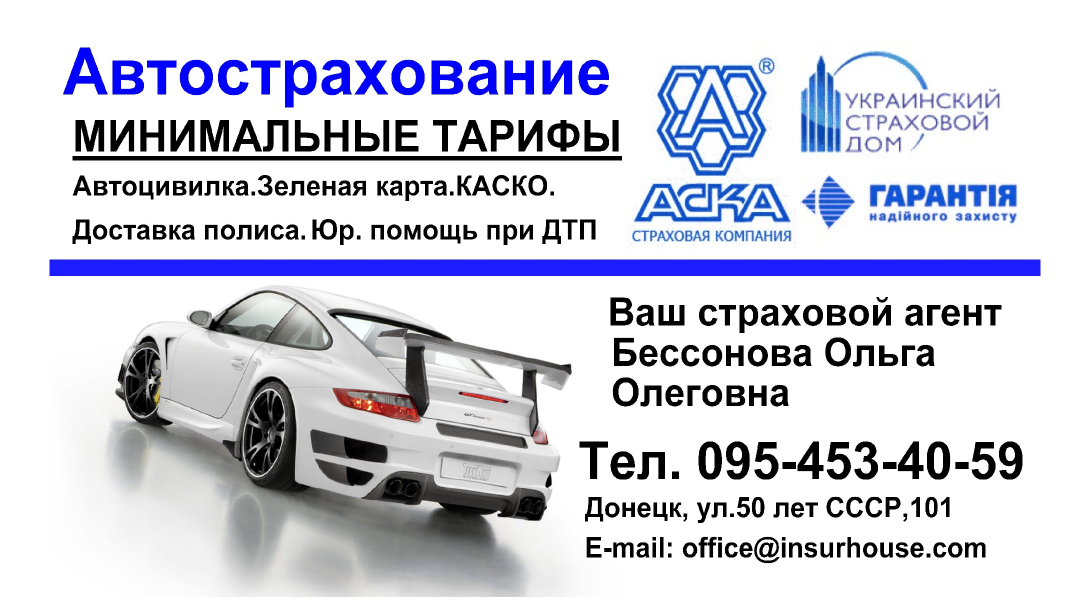 Автострахование
МИНИМАЛЬНЫЕ ТАРИФЫ
Автоцивилка.Зеленая карта.КАСКО.
Доставка полиса. Юр. помощь при ДТП
А®
АСКА
СТРАХОВАЯ КОМПАНИЯ
УКРАИНСКИЙ
СТРАХОВОЙ
ДОМ
ГАРАНТІЯ
надійного захисту
Ваш страховой агент
Бессонова Ольга
Олеговна
Тел. 095-453-40-59
Донецк, ул.50 лет СССР,101
E-mail: office@insurhouse.com